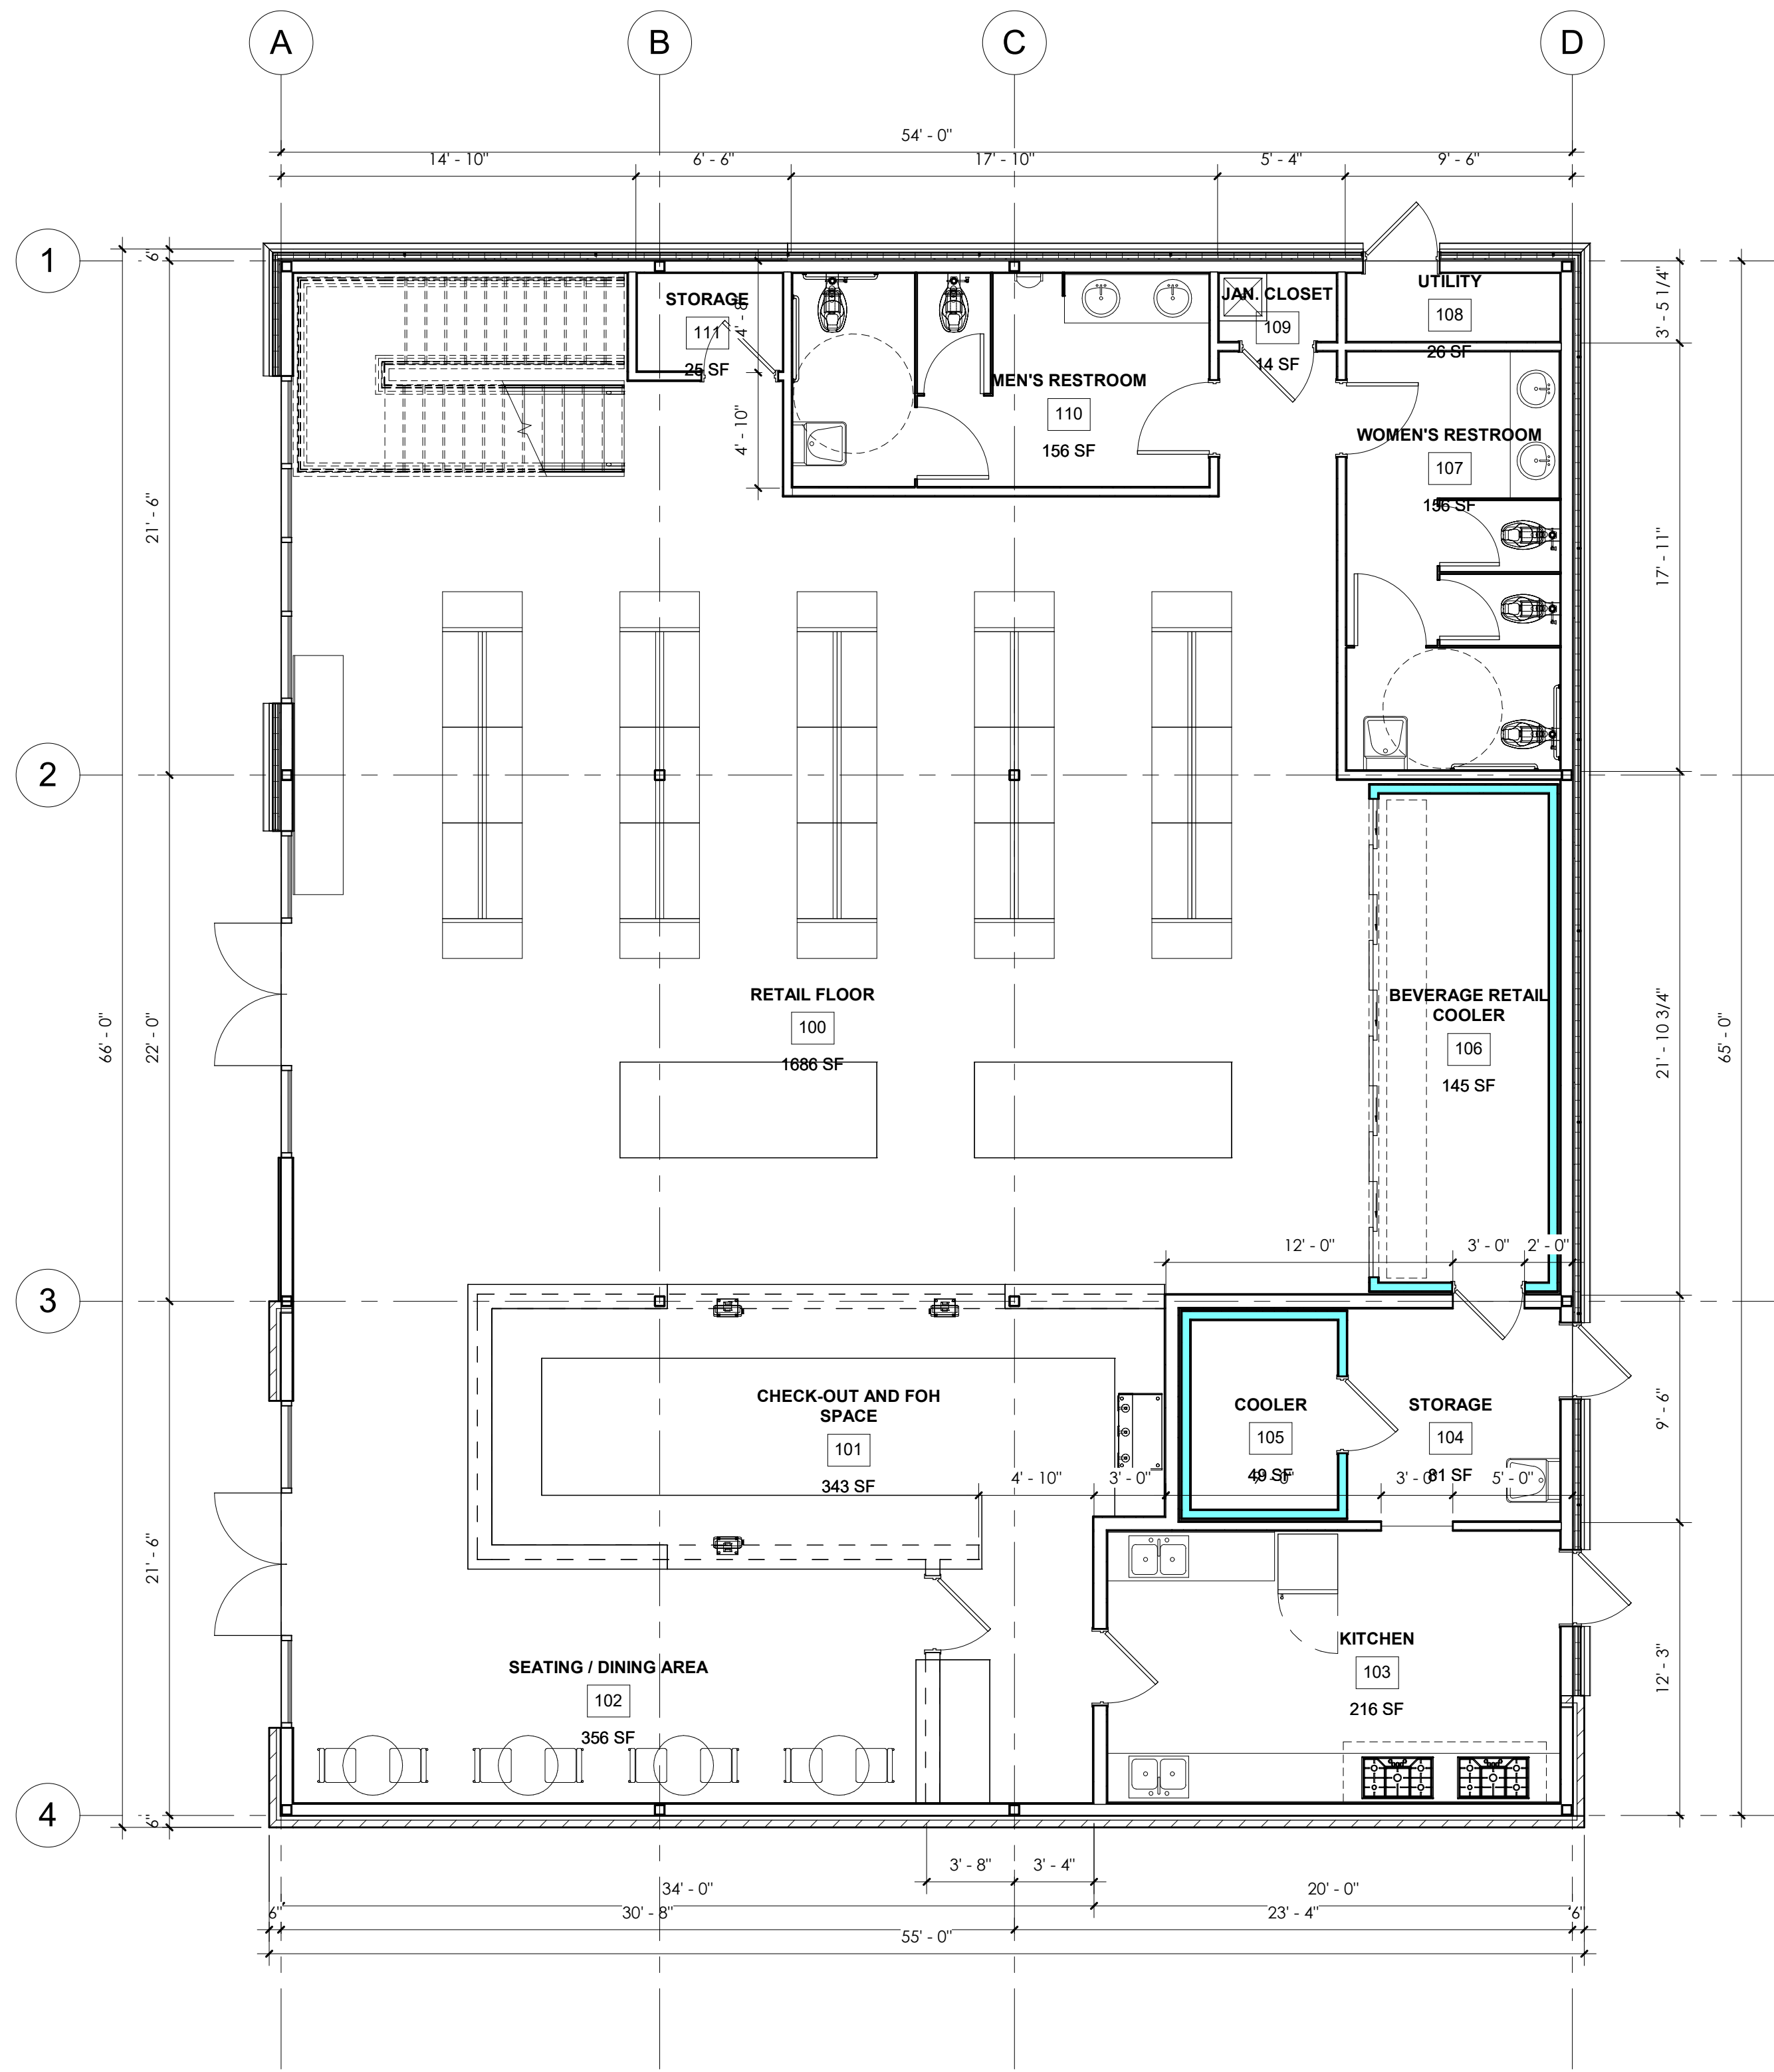 A B C D
54' - 0"
14' - 10" 6' - 6" 17' - 10" 5' - 4" 9' - 6"
1
6"
STORAGE
111
25 SF
4' - 8"
4' - 10"
JAN. CLOSET
109
14 SF
UTILITY
108
26 SF
3' - 5 1/4"
MEN'S RESTROOM
110
156 SF
WOMEN'S RESTROOM
107
156 SF
21' - 6"
17' - 11"
2
RETAIL FLOOR
100
1686 SF
BEVERAGE RETAIL
COOLER
106
145 SF
66' - 0"
22' - 0"
21' - 10 3/4"
65' - 0"
12' - 0" 3' - 0" 2' - 0"
3
CHECK-OUT AND FOH
SPACE
101
343 SF
COOLER
105
49 SF
STORAGE
104
81 SF
9' - 6"
4' - 10" 3' - 0" 3' - 0" 5' - 0"
21' - 6"
KITCHEN
103
216 SF
SEATING / DINING AREA
102
356 SF
12' - 3"
4
6"
3' - 8" 3' - 4"
34' - 0" 20' - 0"
6" 30' - 8" 23' - 4" 6"
55' - 0"